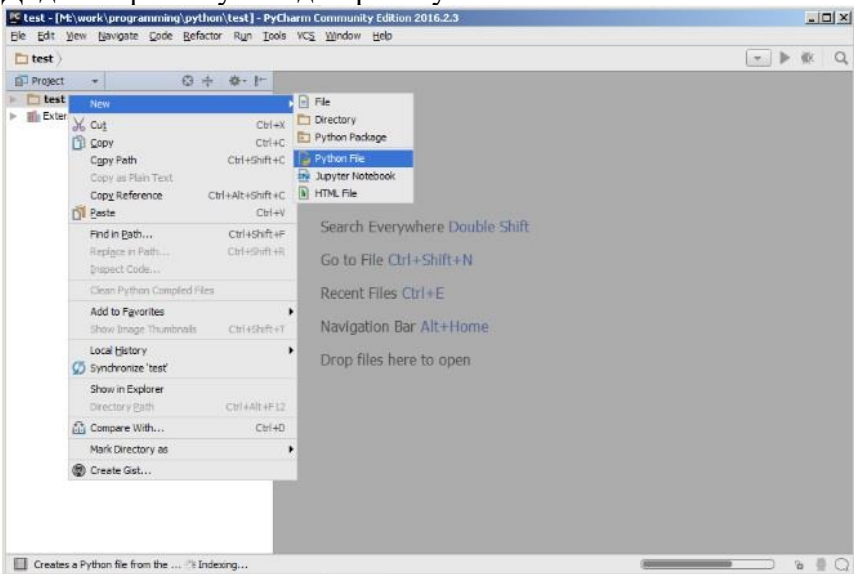 test - [M:\work\programming\python\test] - PyCharm Community Edition 2016.2.3
File Edit View Navigate Code Refactor Run Tools VCS Window Help
test
Project
test
Exter
New
Cut Ctrl+X
Copy Ctrl+C
Copy Path Ctrl+Shift+C
Copy as Plain Text
Copy Reference Ctrl+Alt+Shift+C
Paste Ctrl+V
Find in Path... Ctrl+Shift+F
Replace in Path... Ctrl+Shift+R
Inspect Code...
Clean Python Compiled Files
Add to Favorites
Show Image Thumbnails Ctrl+Shift+T
Local History
Synchronize 'test'
Show in Explorer
Directory Path Ctrl+Alt+F12
Compare With... Ctrl+D
Mark Directory as
Create Gist...
File
Directory
Python Package
Python File
Jupyter Notebook
HTML File
Search Everywhere Double Shift
Go to File Ctrl+Shift+N
Recent Files Ctrl+E
Navigation Bar Alt+Home
Drop files here to open
Creates a Python file from the ... Indexing...